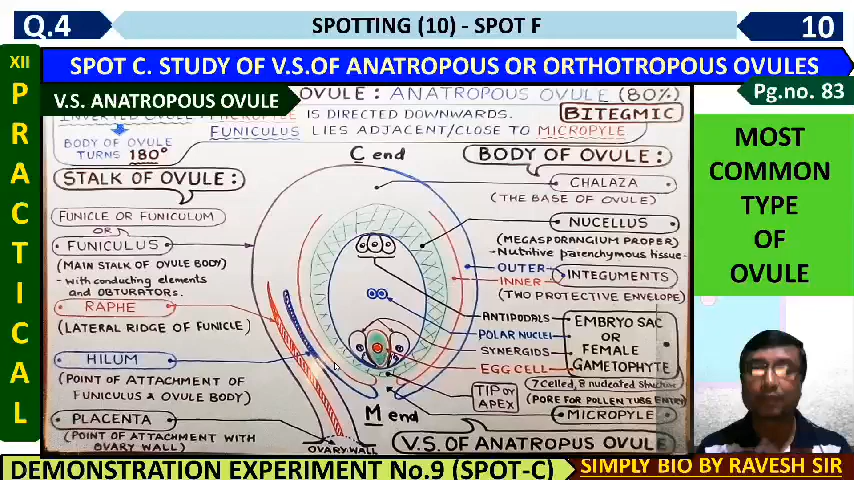 Q.4
SPOTTING (10) - SPOT F
10
XII
PRACTICAL
SPOT C. STUDY OF V.S.OF ANATROPOUS OR ORTHOTROPOUS OVULES
V.S. ANATROPOUS OVULE
Pg.no. 83
OVULE: ANATROPOUS OVULE (80%)
INVERTED OVULE: MICROPYLE IS DIRECTED DOWNWARDS.
BITEGMIC
FUNICULUS LIES ADJACENT/CLOSE TO MICROPYLE
BODY OF OVULE
TURNS 180°
C end
M end
STALK OF OVULE:
FUNICLE OR FUNICULUM
OR
FUNICULUS
(MAIN STALK OF OVULE BODY)
- with conducting elements
and OBTURATORS.
RAPHE
(LATERAL RIDGE OF FUNICLE)
HILUM
(POINT OF ATTACHMENT OF
FUNICULUS & OVULE BODY)
PLACENTA
(POINT OF ATTACHMENT WITH
OVARY WALL)
OVARY WALL
BODY OF OVULE:
CHALAZA
(THE BASE OF OVULE)
NUCELLUS
(MEGASPORANGIUM PROPER)
- Nutritive parenchymous tissue-
OUTER
INNER
INTEGUMENTS
(TWO PROTECTIVE ENVELOPE)
ANTIPODALS
POLAR NUCLEI
SYNERGIDS
EGG CELL
EMBRYO SAC
OR
FEMALE
GAMETOPHYTE
7 Celled, 8 nucleated Structure
TIP OR
APEX
(PORE FOR POLLEN TUBE ENTRY)
MICROPYLE
V.S. OF ANATROPUS OVULE
MOST
COMMON
TYPE
OF
OVULE
DEMONSTRATION EXPERIMENT No.9 (SPOT-C)
SIMPLY BIO BY RAVESH SIR